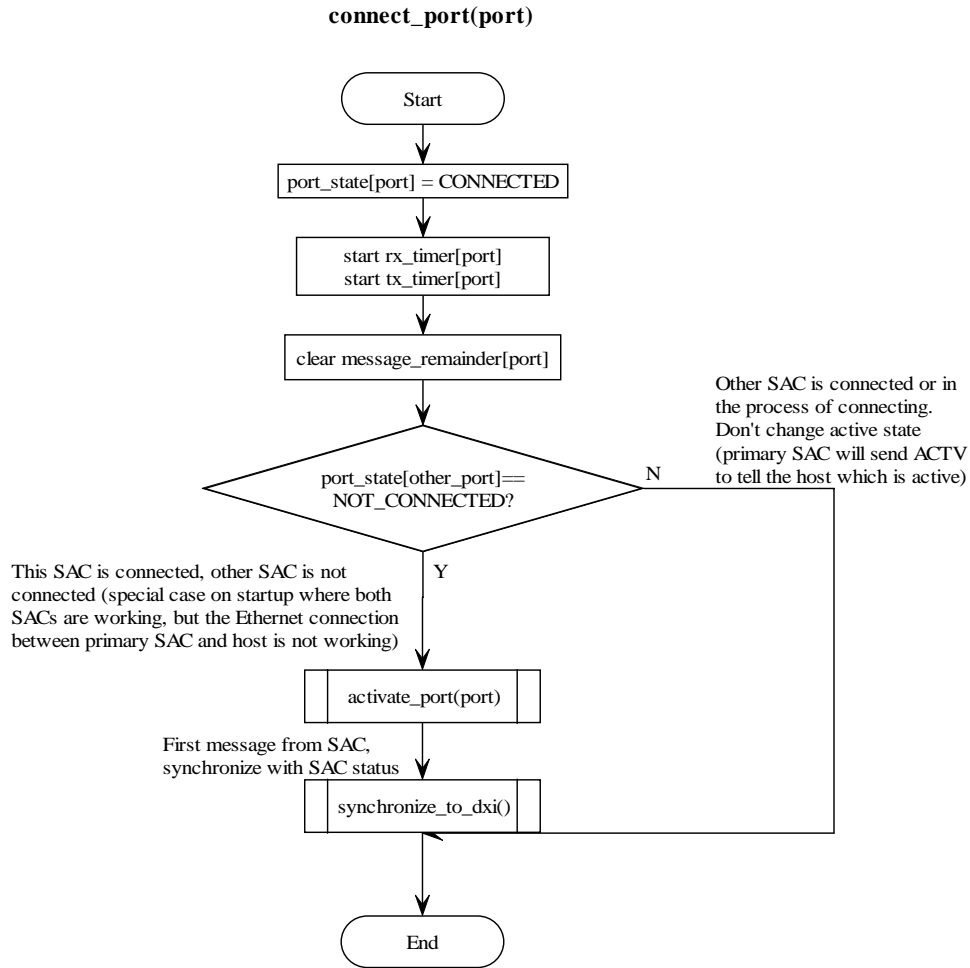 connect_port(port)
Start
port_state[port] = CONNECTED
start rx_timer[port]
start tx_timer[port]
clear message_remainder[port]
Other SAC is connected or in
the process of connecting.
Don't change active state
(primary SAC will send ACTV
to tell the host which is active)
port_state[other_port]==
NOT_CONNECTED?
N
Y
This SAC is connected, other SAC is not
connected (special case on startup where both
SACs are working, but the Ethernet connection
between primary SAC and host is not working)
activate_port(port)
First message from SAC,
synchronize with SAC status
synchronize_to_dxi()
End